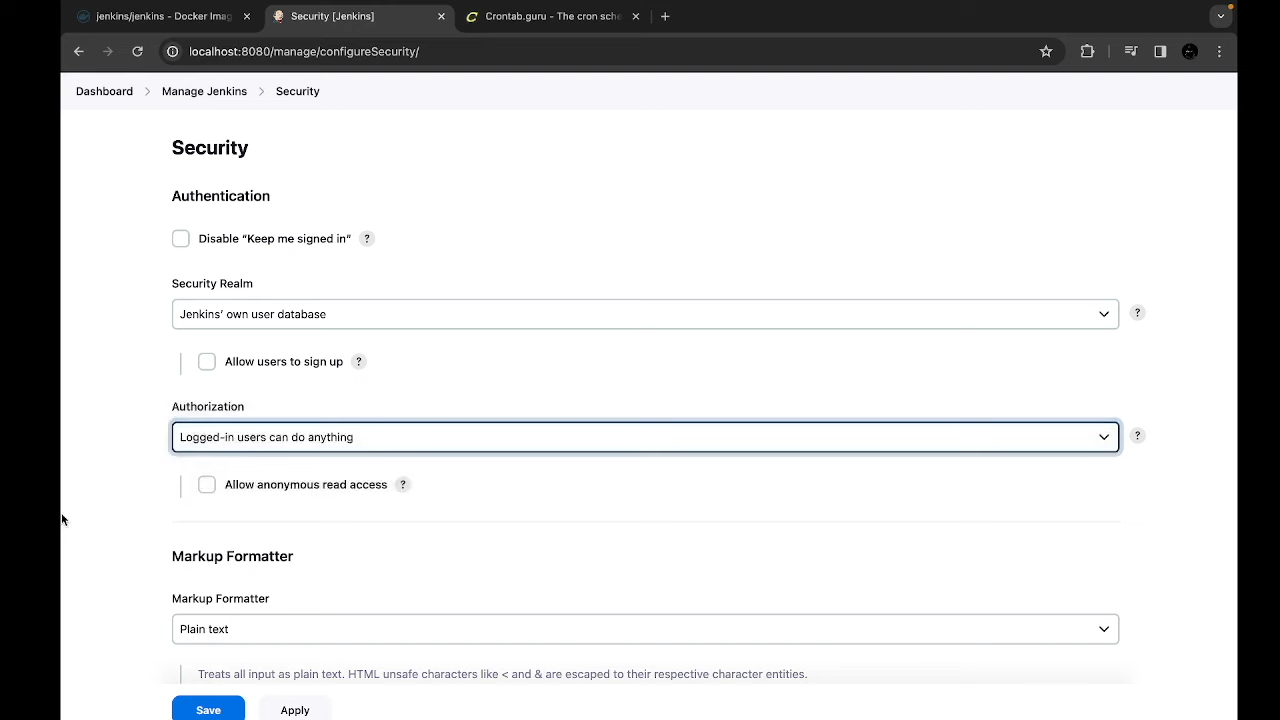 jenkins/jenkins - Docker Imag
Security [Jenkins]
Crontab.guru - The cron sche
localhost:8080/manage/configureSecurity/
Dashboard > Manage Jenkins > Security
Security
Authentication
Disable “Keep me signed in” ?
Security Realm
Jenkins’ own user database ?
Allow users to sign up ?
Authorization
Logged-in users can do anything ?
Allow anonymous read access ?
Markup Formatter
Markup Formatter
Plain text
Treats all input as plain text. HTML unsafe characters like < and & are escaped to their respective character entities.
Save Apply